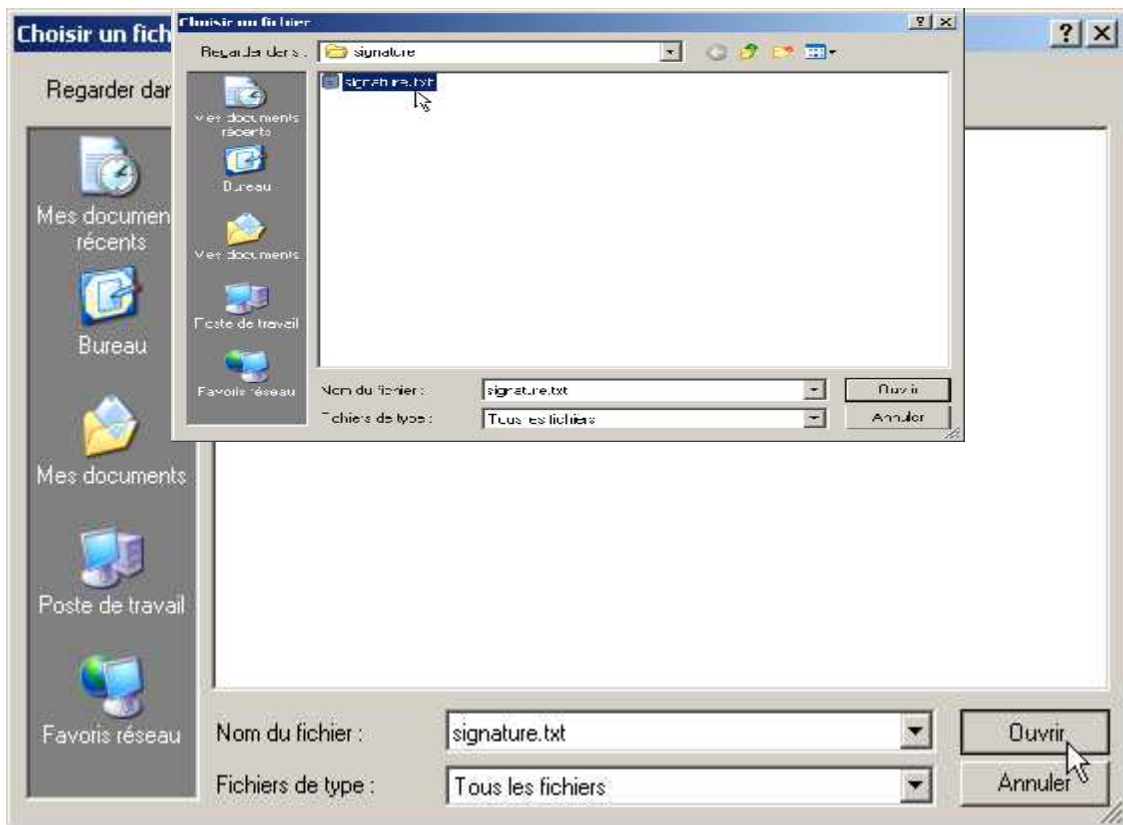 Choisir un fich
Regarder dar
Mes documen
récents
Bureau
Mes documents
Poste de travail
Favoris réseau
Nom du fichier :
signature.txt
Ouvrir
Fichiers de type :
Tous les fichiers
Annuler
Choisir un fichier
Regarder dans :
signature
signature.txt
Mes documents
récents
Bureau
Mes documents
Poste de travail
Favoris réseau
Nom du fichier :
signature.txt
Ouvrir
Fichiers de type :
Tous les fichiers
Annuler